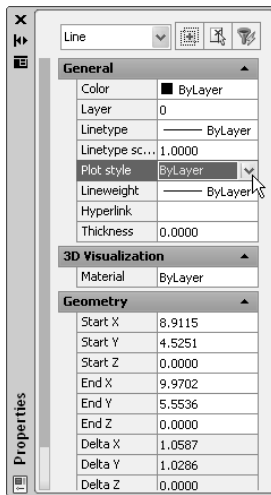 Line
General
Color ByLayer
Layer 0
Linetype ByLayer
Linetype sc... 1.0000
Plot style ByLayer
Lineweight ByLayer
Hyperlink
Thickness 0.0000
3D Visualization
Material ByLayer
Geometry
Start X 8.9115
Start Y 4.5251
Start Z 0.0000
End X 9.9702
End Y 5.5536
End Z 0.0000
Delta X 1.0587
Delta Y 1.0286
Delta Z 0.0000
Properties